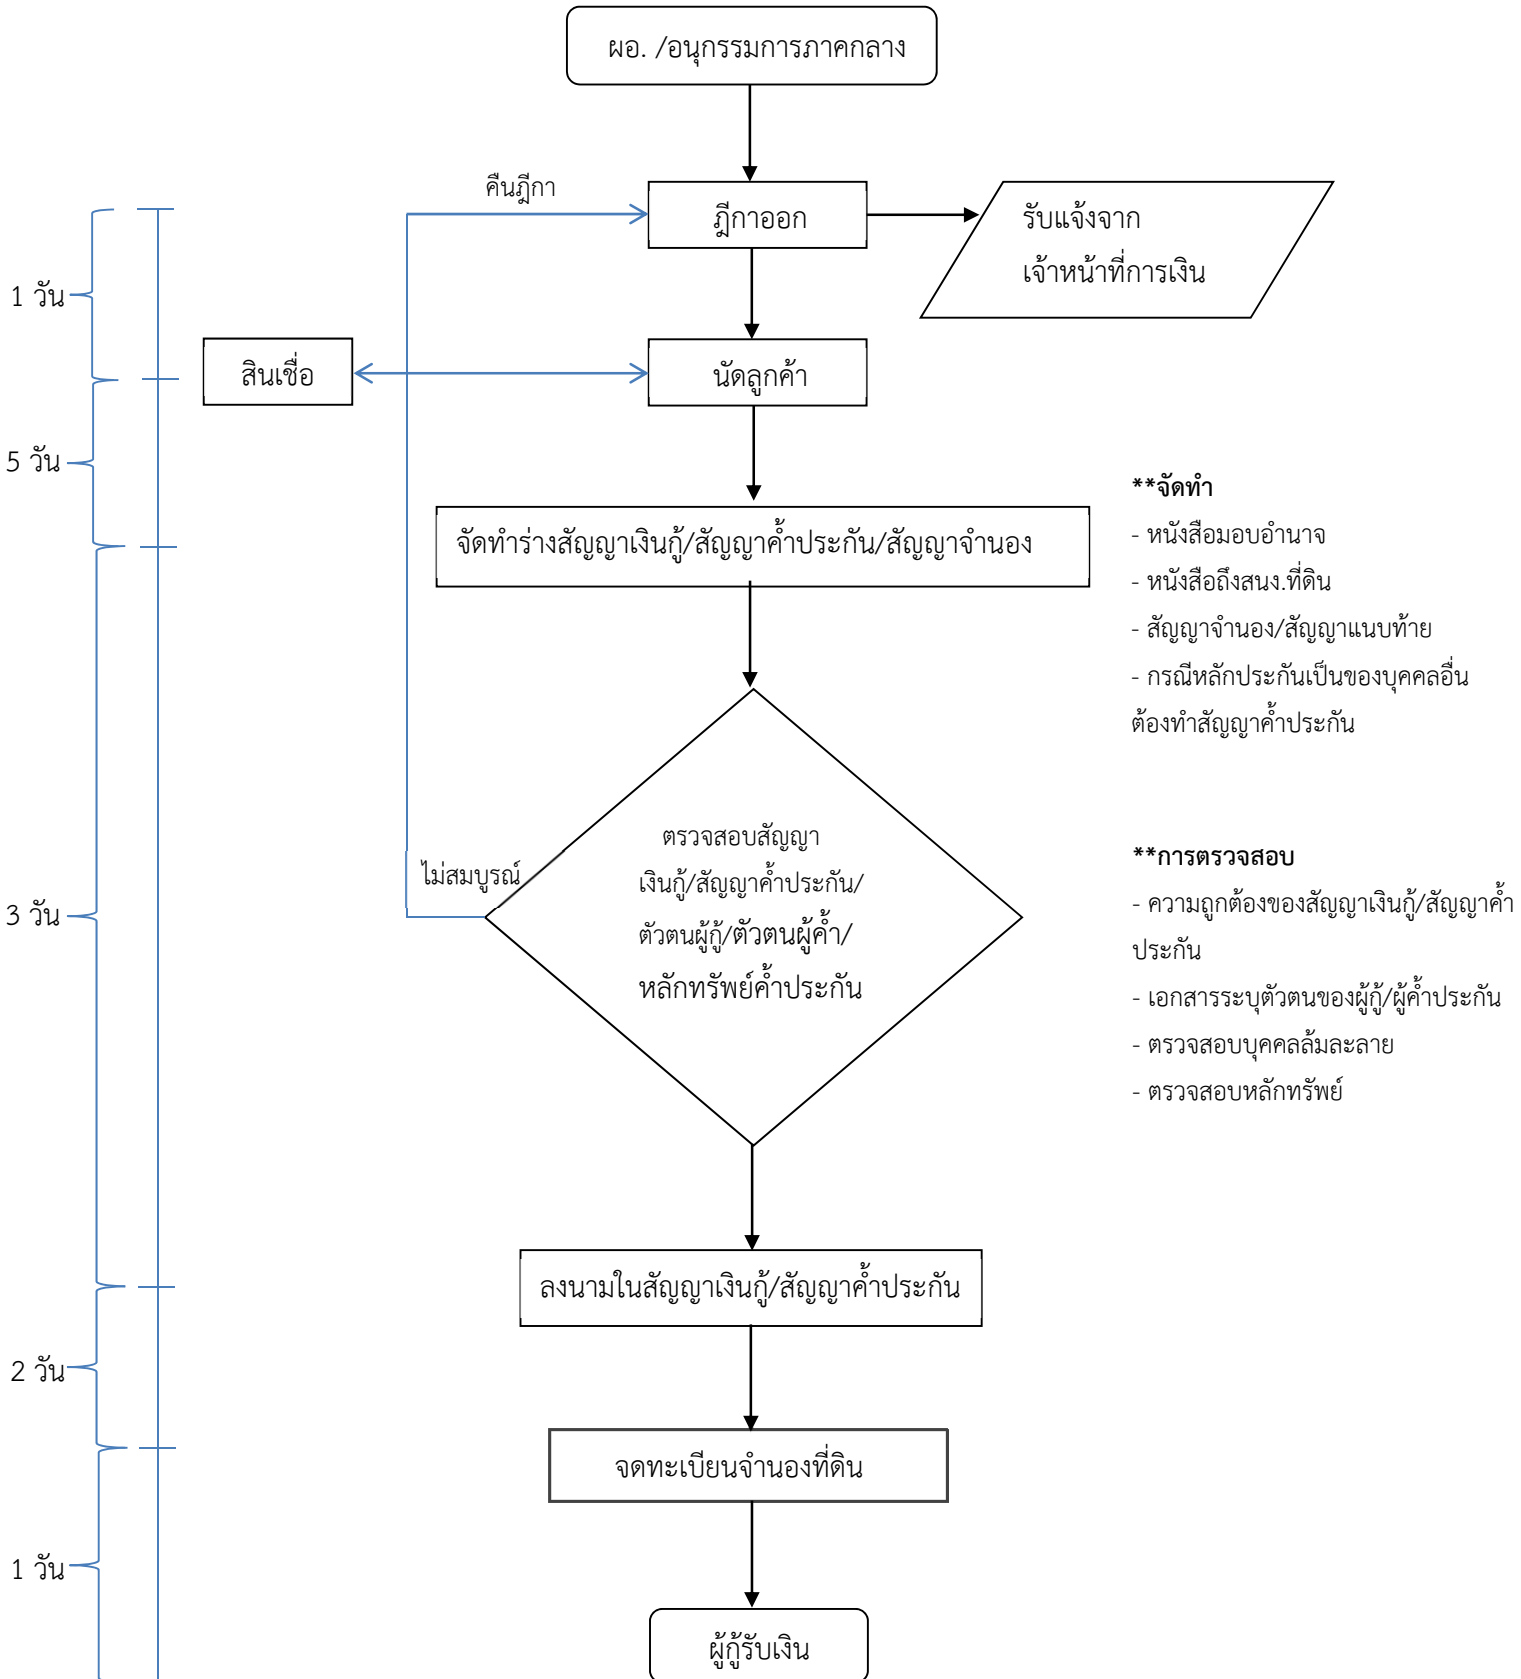 ผอ. /อนุกรรมการภาคกลาง
คืนฎีกา
ฎีกาออก
รับแจ้งจาก
เจ้าหน้าที่การเงิน
1 วัน
สินเชื่อ
นัดลูกค้า
5 วัน
จัดทำร่างสัญญาเงินกู้/สัญญาค้ำประกัน/สัญญาจำนอง
**จัดทำ
- หนังสือมอบอำนาจ
- หนังสือถึงสนง.ที่ดิน
- สัญญาจำนอง/สัญญาแนบท้าย
- กรณีหลักประกันเป็นของบุคคลอื่น
ต้องทำสัญญาค้ำประกัน
ไม่สมบูรณ์
ตรวจสอบสัญญา
เงินกู้/สัญญาค้ำประกัน/
ตัวตนผู้กู้/ตัวตนผู้ค้ำ/
หลักทรัพย์ค้ำประกัน
3 วัน
**การตรวจสอบ
- ความถูกต้องของสัญญาเงินกู้/สัญญาค้ำ
ประกัน
- เอกสารระบุตัวตนของผู้กู้/ผู้ค้ำประกัน
- ตรวจสอบบุคคลล้มละลาย
- ตรวจสอบหลักทรัพย์
ลงนามในสัญญาเงินกู้/สัญญาค้ำประกัน
2 วัน
จดทะเบียนจำนองที่ดิน
1 วัน
ผู้กู้รับเงิน